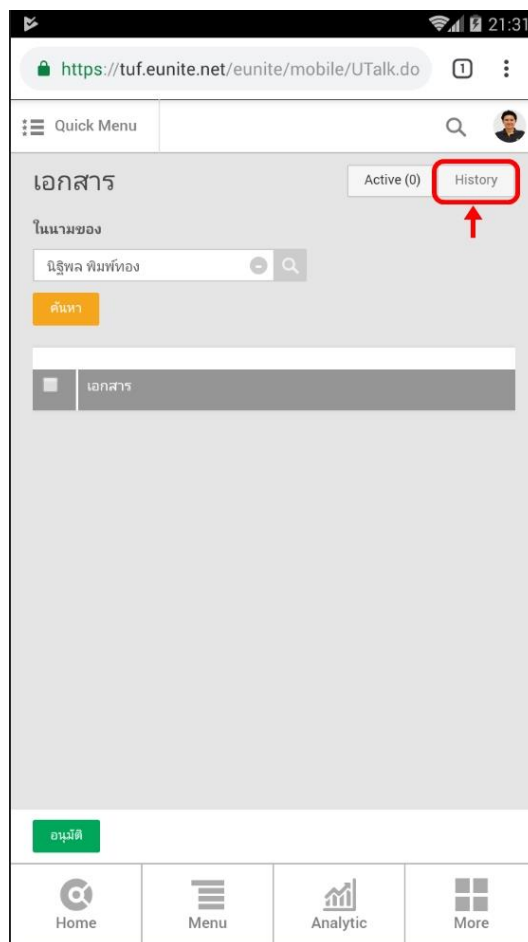 21:31
https://tuf.eunite.net/eunite/mobile/UTalk.do 1
Quick Menu
เอกสาร Active (0) History
ในนามของ
นิฐิพล พิมพ์ทอง
ค้นหา
เอกสาร
อนุมัติ
Home Menu Analytic More